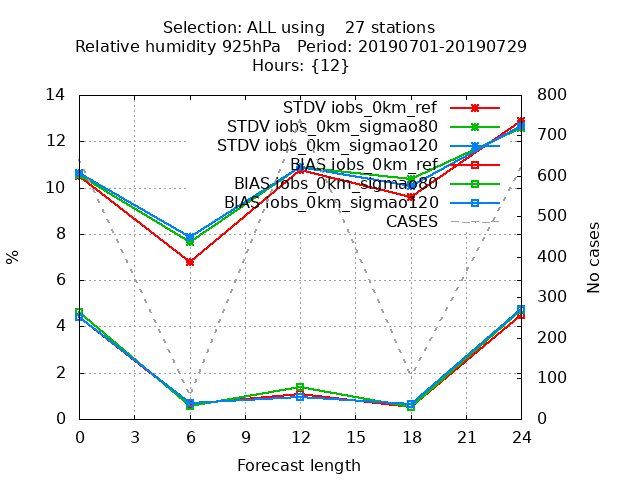 Selection: ALL using    27 stations
Relative humidity 925hPa   Period: 20190701-20190729
Hours: {12}
14
12
10
8
6
4
2
0
%
800
700
600
500
400
300
200
100
0
No cases
STDV iobs_0km_ref
STDV iobs_0km_sigmao80
STDV iobs_0km_sigmao120
BIAS iobs_0km_ref
BIAS iobs_0km_sigmao80
BIAS iobs_0km_sigmao120
CASES
0 3 6 9 12 15 18 21 24
Forecast length